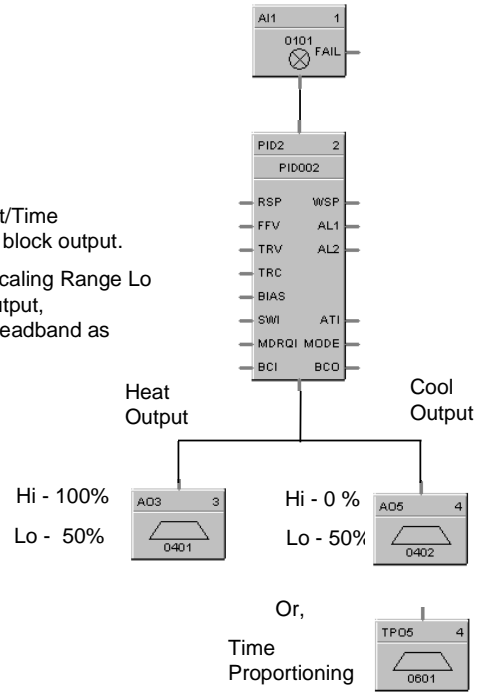 AI1 1
0101
FAIL
PID2 2
PID002
RSP WSP
FFV AL1
TRV AL2
TRC
BIAS
SWI ATI
MDRQI MODE
BCI BCO
t/Time
block output.
caling Range Lo
utput,
eadband as
Heat
Output
Cool
Output
Hi - 100%
Lo - 50%
AO3 3
0401
Hi - 0 %
Lo - 50%
AO5 4
0402
Or,
Time
Proportioning
TPO5 4
0601